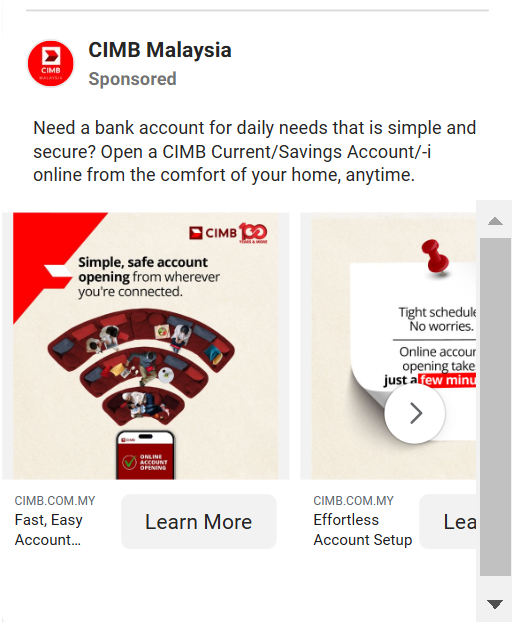 CIMB Malaysia
CIMB
MALAYSIA
Sponsored
Need a bank account for daily needs that is simple and
secure? Open a CIMB Current/Savings Account/-i
online from the comfort of your home, anytime.
CIMB 100
YEARS & MORE
Simple, safe account
opening from wherever
you're connected.
CIMB
ONLINE
ACCOUNT
OPENING
Tight schedule
No worries.
Online accoun
opening take
just a few minu
CIMB.COM.MY
Fast, Easy
Account...
Learn More
CIMB.COM.MY
Effortless
Account Setup
Lea